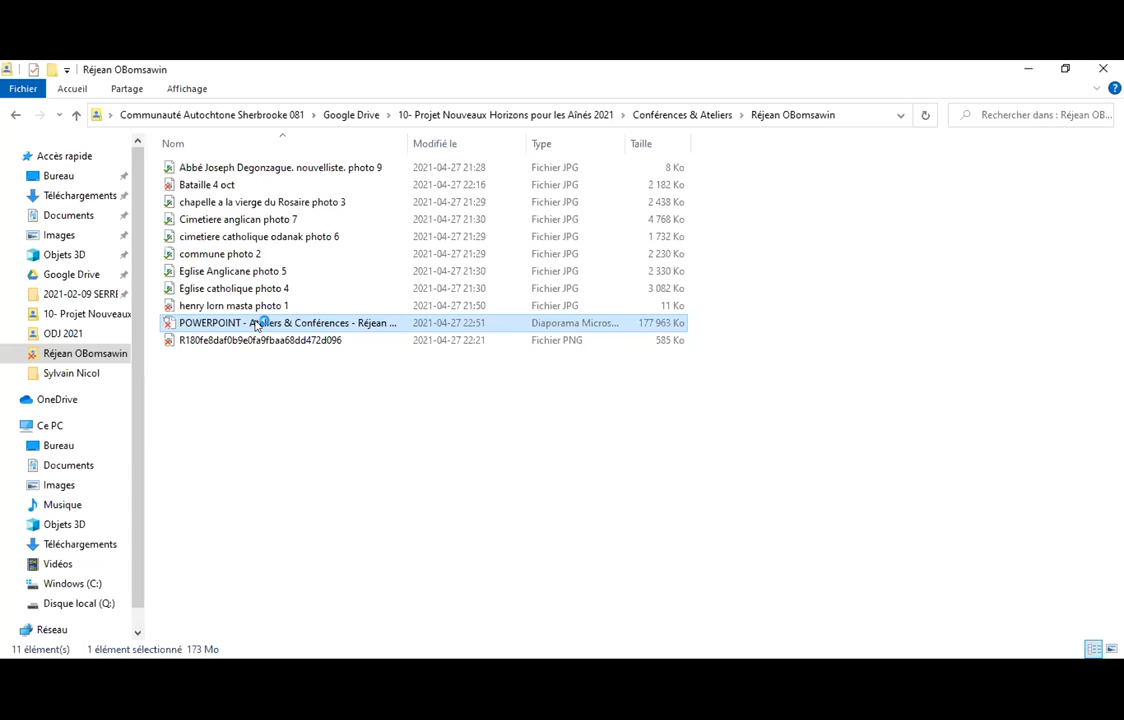 Réjean OBomsawin
Fichier Accueil Partage Affichage
Communauté Autochtone Sherbrooke 081 Google Drive 10- Projet Nouveaux Horizons pour les Aînés 2021 Conférences & Ateliers Réjean OBomsawin Rechercher dans : Réjean OB...
Nom Modifié le Type Taille
Accès rapide
Bureau
Téléchargements
Documents
Images
Objets 3D
Google Drive
2021-02-09 SERRE
10- Projet Nouveaux
ODJ 2021
Réjean OBomsawin
Sylvain Nicol
OneDrive
Ce PC
Bureau
Documents
Images
Musique
Objets 3D
Téléchargements
Vidéos
Windows (C:)
Disque local (Q:)
Réseau
Abbé Joseph Degonzague. nouvelliste. photo 9 2021-04-27 21:28 Fichier JPG 8 Ko
Bataille 4 oct 2021-04-27 22:16 Fichier JPG 2 182 Ko
chapelle a la vierge du Rosaire photo 3 2021-04-27 21:29 Fichier JPG 2 438 Ko
Cimetiere anglican photo 7 2021-04-27 21:30 Fichier JPG 4 768 Ko
cimetiere catholique odanak photo 6 2021-04-27 21:29 Fichier JPG 1 732 Ko
commune photo 2 2021-04-27 21:29 Fichier JPG 2 230 Ko
Eglise Anglicane photo 5 2021-04-27 21:30 Fichier JPG 2 330 Ko
Eglise catholique photo 4 2021-04-27 21:30 Fichier JPG 3 082 Ko
henry lorn masta photo 1 2021-04-27 21:50 Fichier JPG 11 Ko
POWERPOINT - Ateliers & Conférences - Réjean ... 2021-04-27 22:51 Diaporama Micros... 177 963 Ko
R180fe8daf0b9e0fa9fbaa68dd472d096 2021-04-27 22:21 Fichier PNG 585 Ko
11 élément(s) 1 élément sélectionné 173 Mo